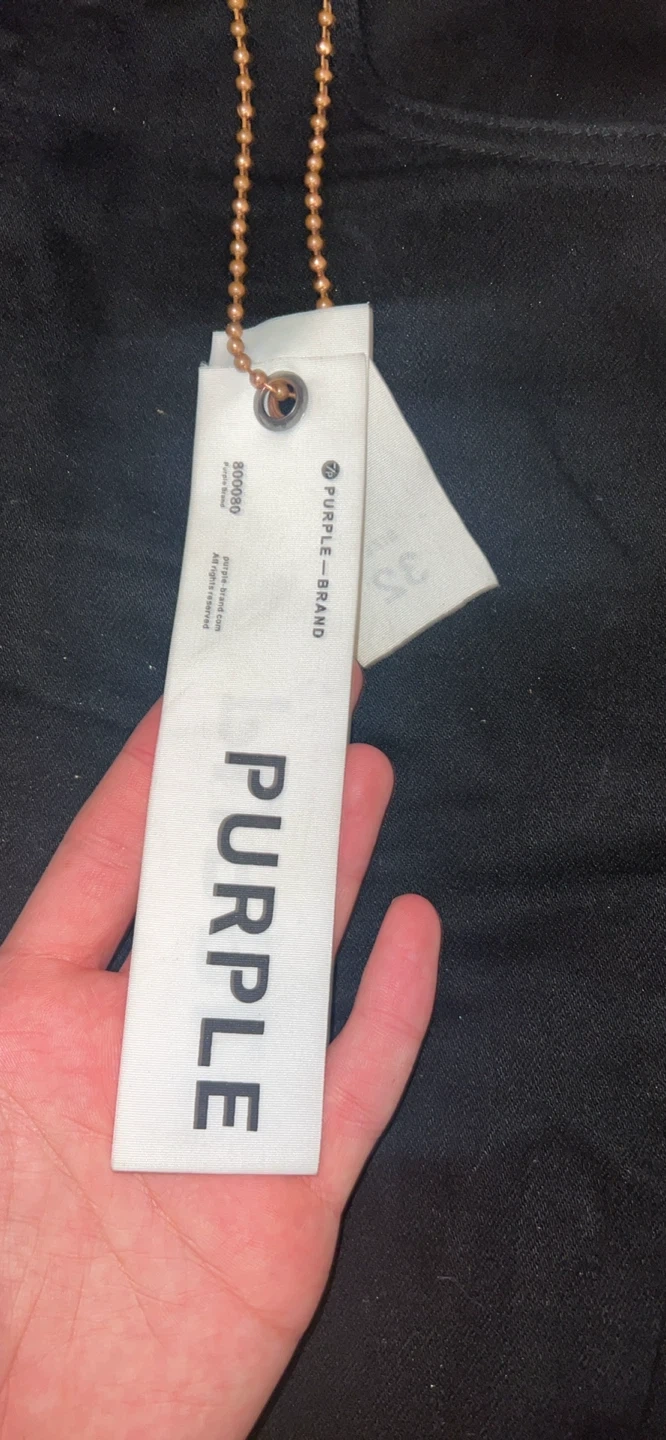 PURPLE—BRAND
800080
Purple Brand
purple-brand.com
All rights reserved
PURPLE
32